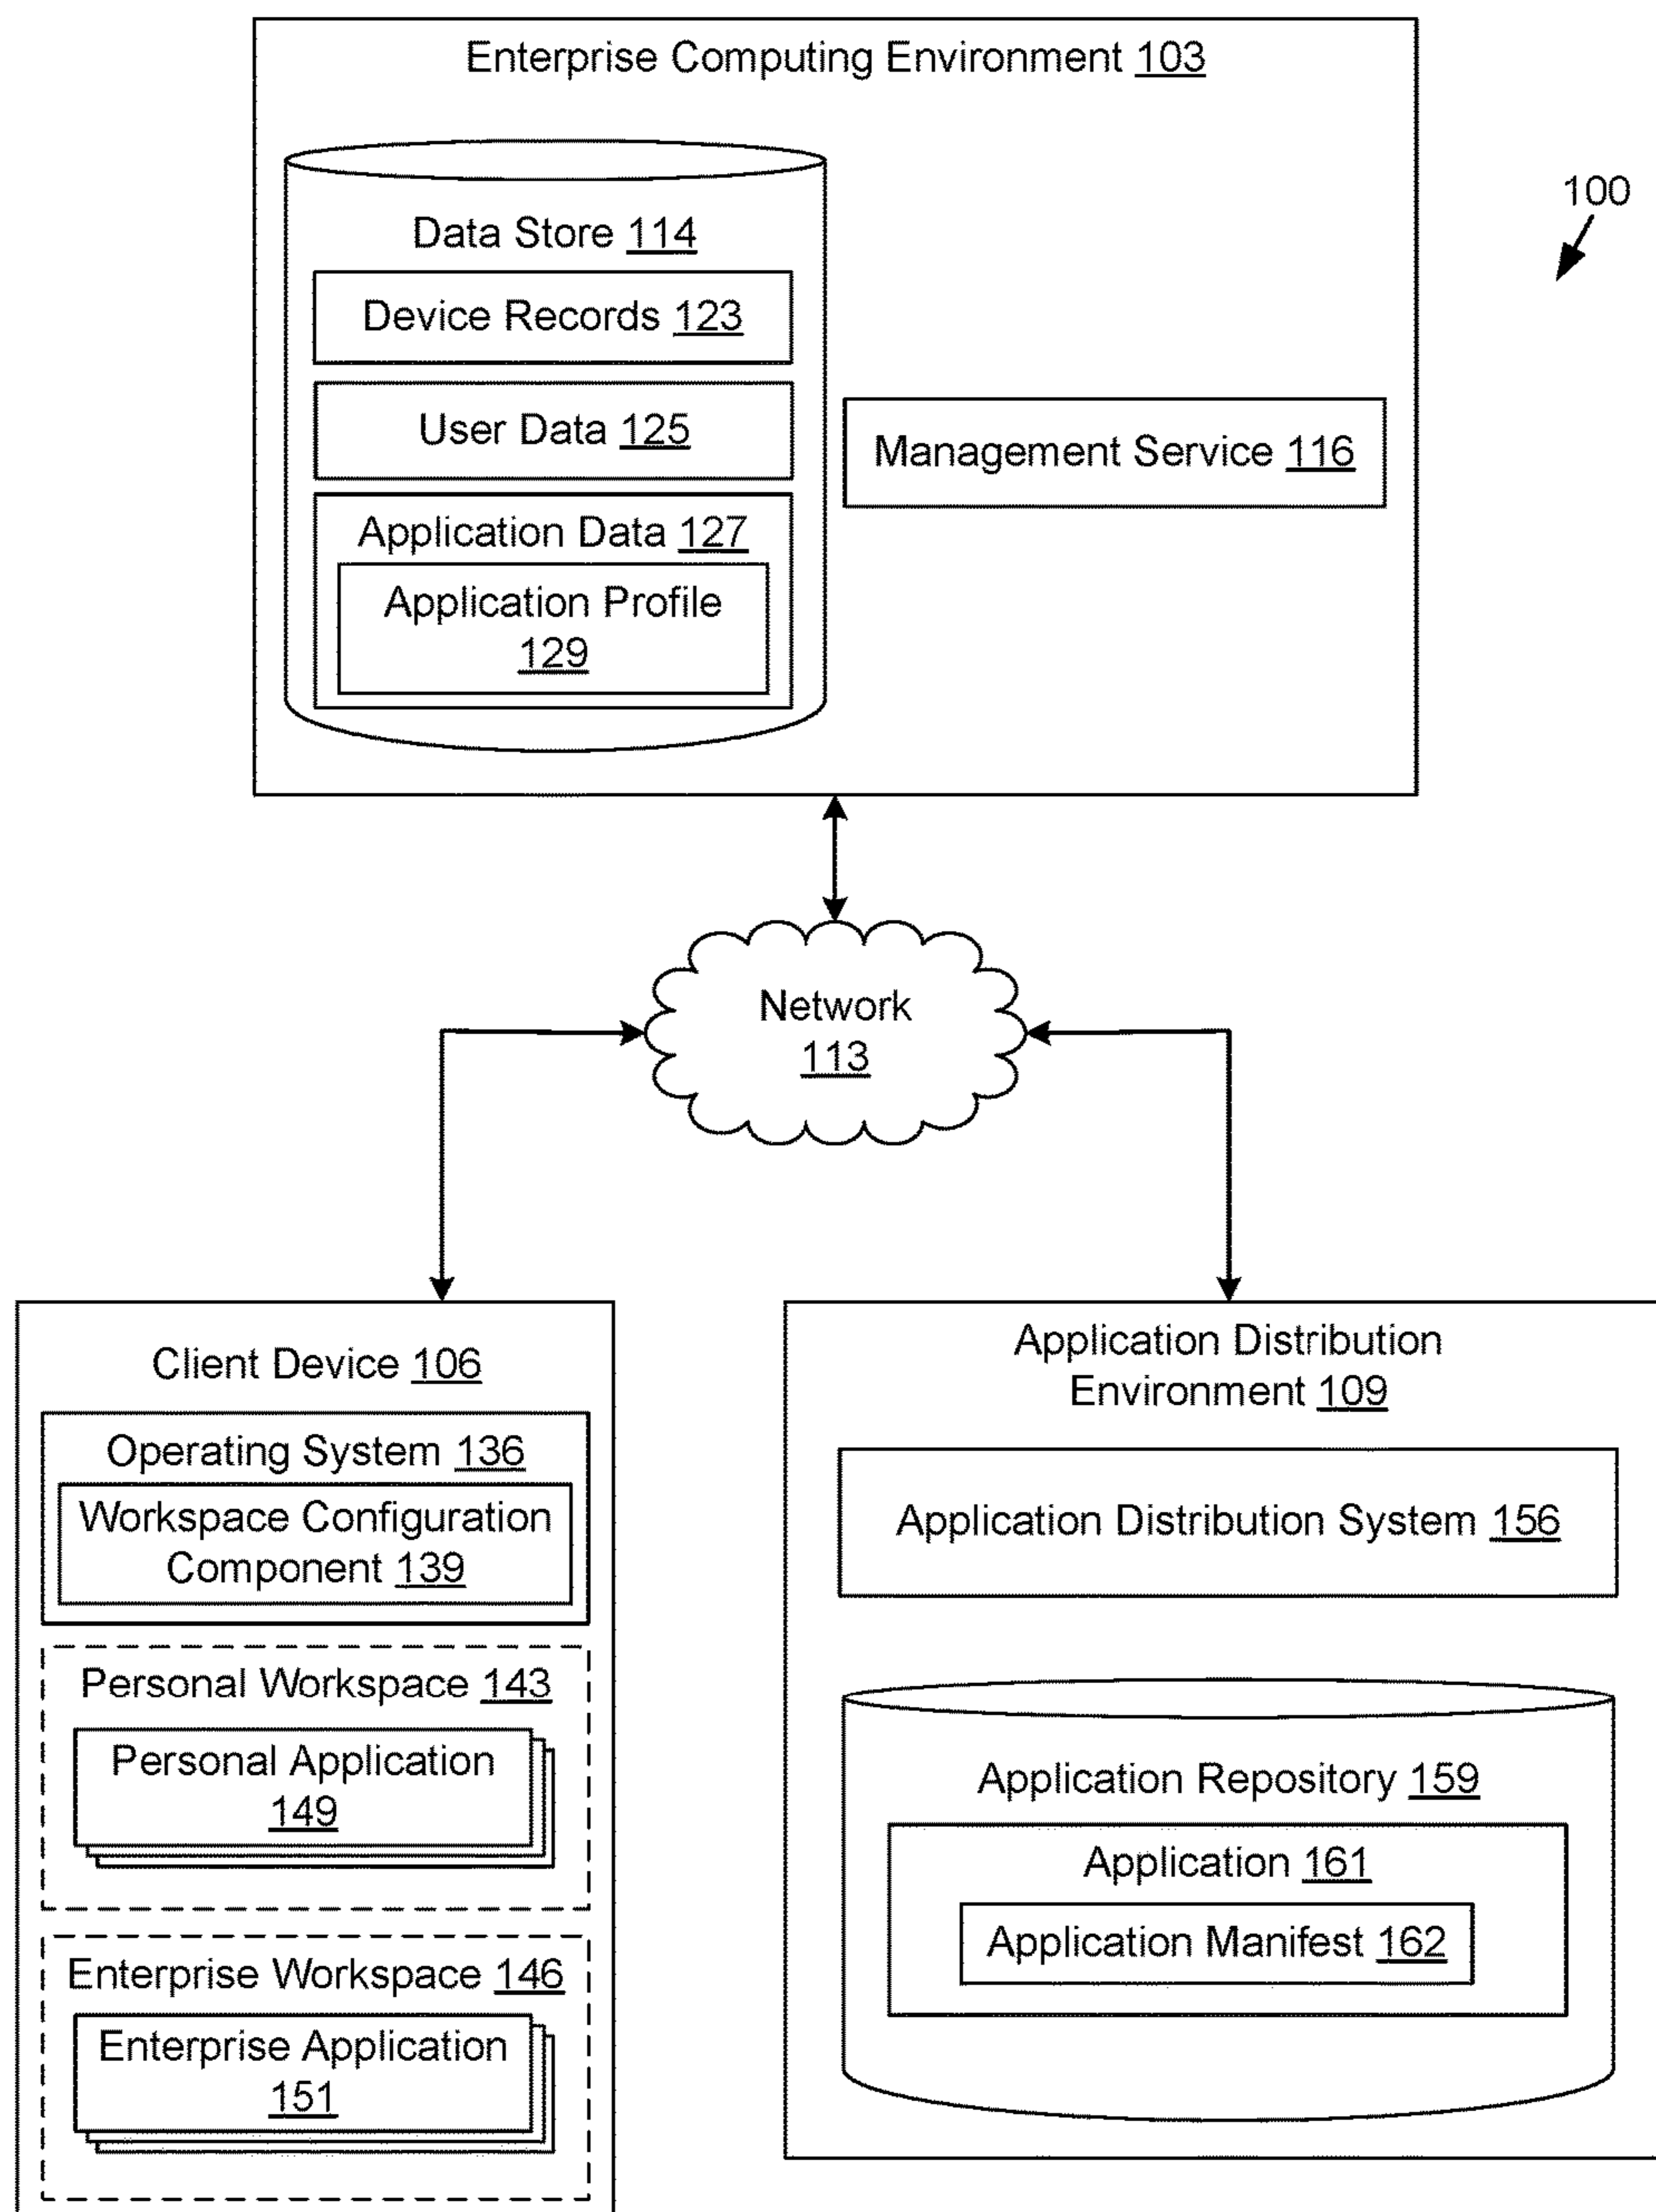 Enterprise Computing Environment 103
100
Data Store 114
Device Records 123
User Data 125
Application Data 127
Application Profile
129
Management Service 116
Network
113
Client Device 106
Operating System 136
Workspace Configuration
Component 139
Personal Workspace 143
Personal Application
149
Enterprise Workspace 146
Enterprise Application
151
Application Distribution
Environment 109
Application Distribution System 156
Application Repository 159
Application 161
Application Manifest 162